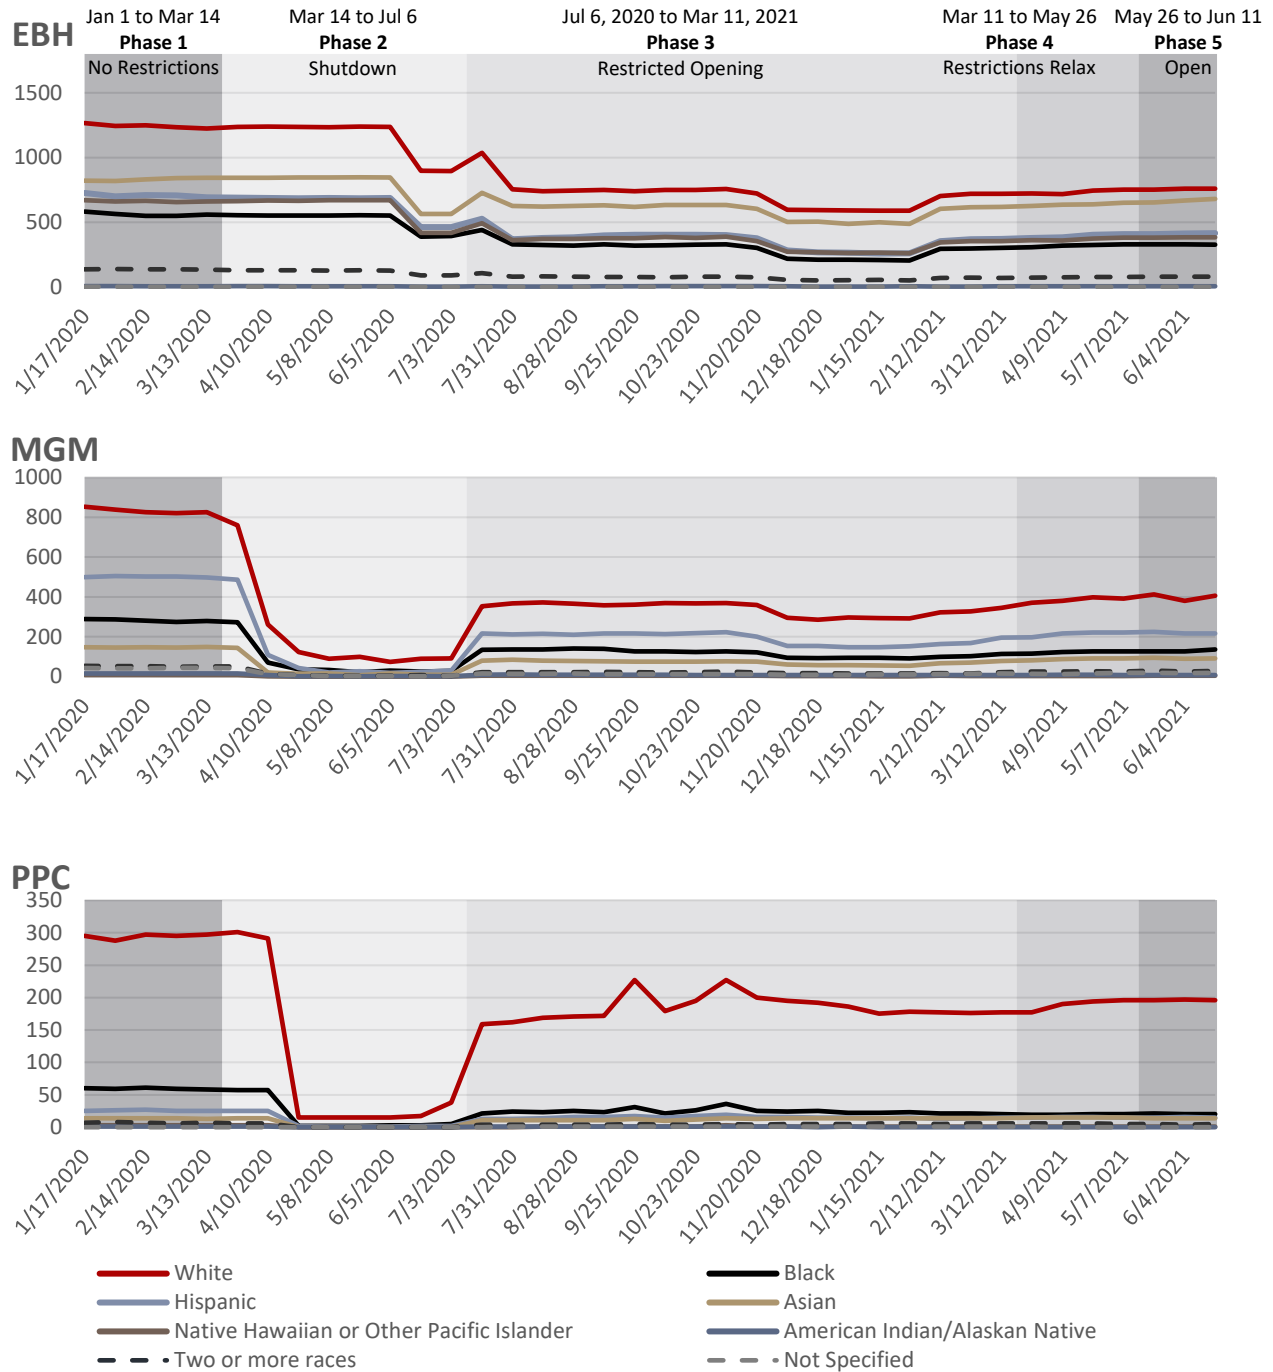 Jan 1 to Mar 14 Mar 14 to Jul 6 Jul 6, 2020 to Mar 11, 2021 Mar 11 to May 26 May 26 to Jun 11
EBH
Phase 1 Phase 2 Phase 3 Phase 4 Phase 5
No Restrictions Shutdown Restricted Opening Restrictions Relax Open
1500
1000
500
0
1/17/2020 2/14/2020 3/13/2020 4/10/2020 5/8/2020 6/5/2020 7/3/2020 7/31/2020 8/28/2020 9/25/2020 10/23/2020 11/20/2020 12/18/2020 1/15/2021 2/12/2021 3/12/2021 4/9/2021 5/7/2021 6/4/2021
MGM
1000
800
600
400
200
0
1/17/2020 2/14/2020 3/13/2020 4/10/2020 5/8/2020 6/5/2020 7/3/2020 7/31/2020 8/28/2020 9/25/2020 10/23/2020 11/20/2020 12/18/2020 1/15/2021 2/12/2021 3/12/2021 4/9/2021 5/7/2021 6/4/2021
PPC
350
300
250
200
150
100
50
0
1/17/2020 2/14/2020 3/13/2020 4/10/2020 5/8/2020 6/5/2020 7/3/2020 7/31/2020 8/28/2020 9/25/2020 10/23/2020 11/20/2020 12/18/2020 1/15/2021 2/12/2021 3/12/2021 4/9/2021 5/7/2021 6/4/2021
White Black
Hispanic Asian
Native Hawaiian or Other Pacific Islander American Indian/Alaskan Native
Two or more races Not Specified